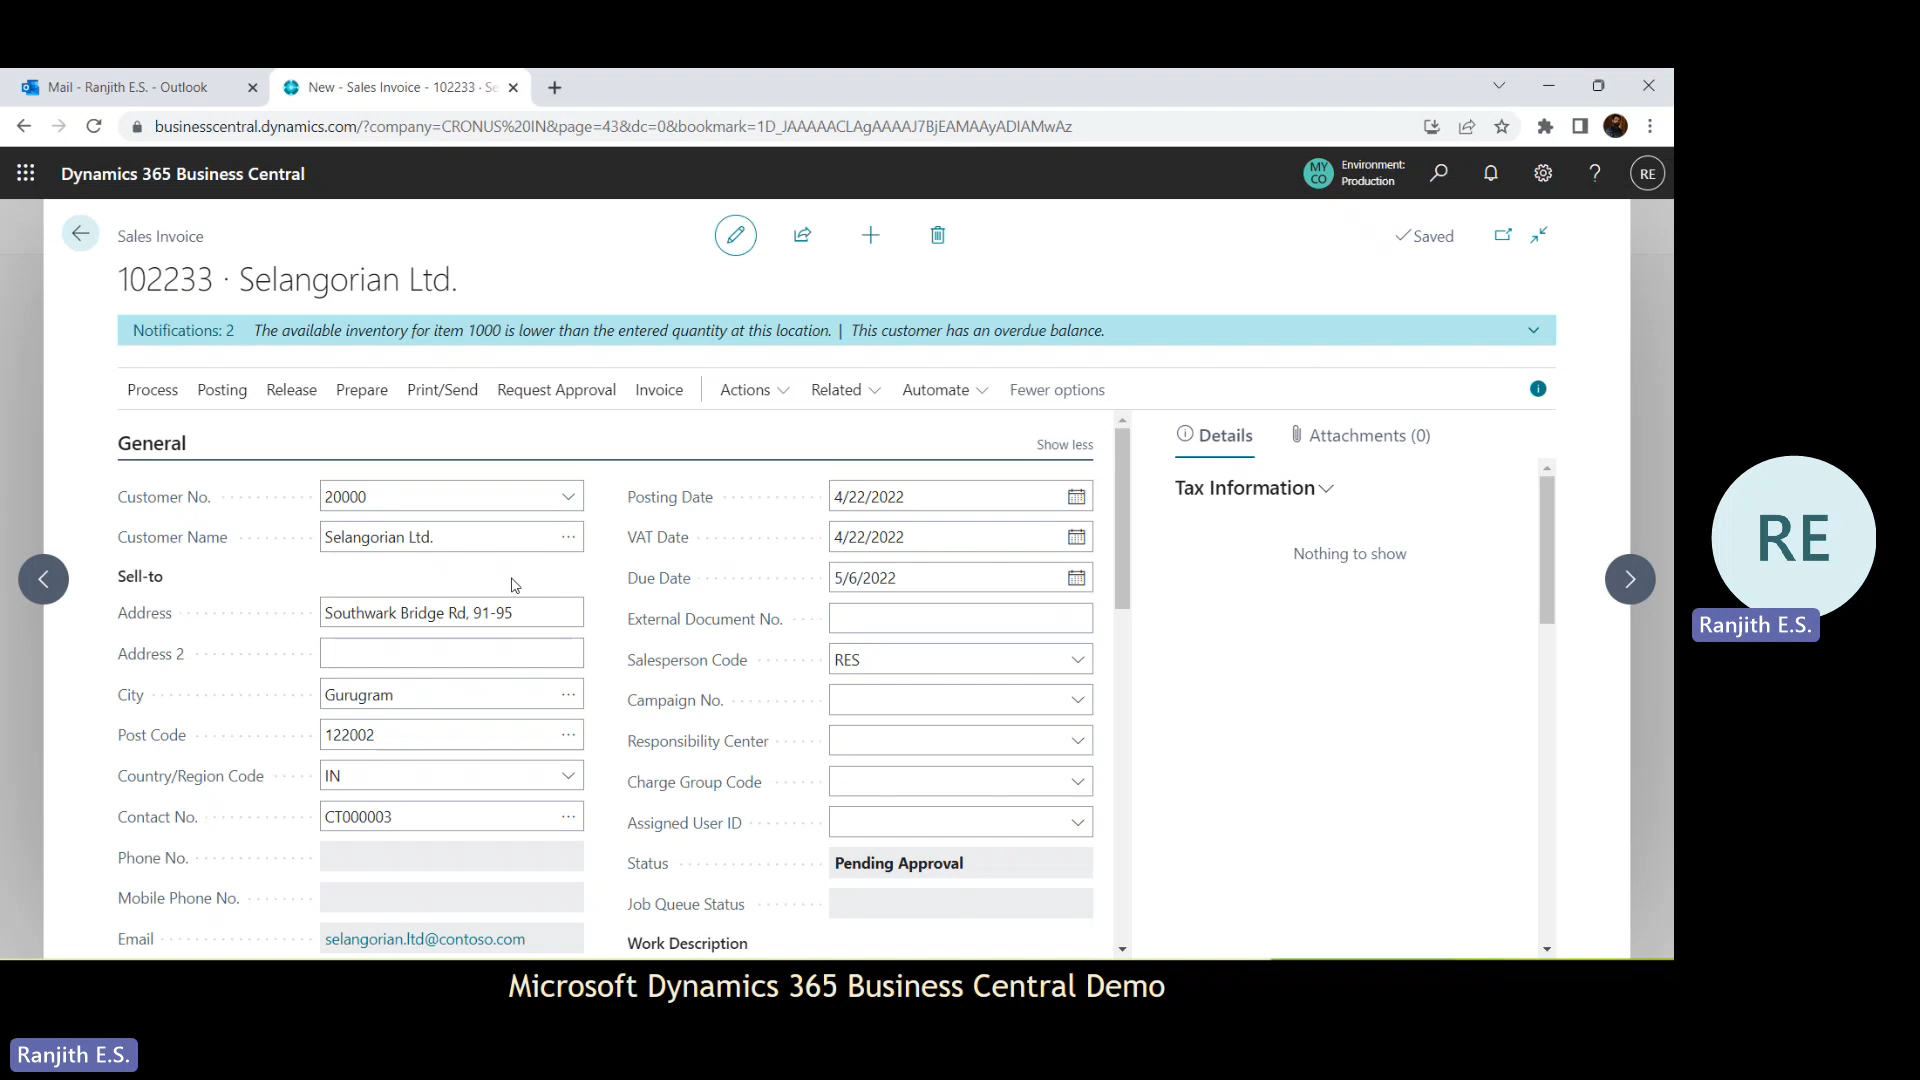 Mail - Ranjith E.S. - Outlook
New - Sales Invoice - 102233 · Se
businesscentral.dynamics.com/?company=CRONUS%20IN&page=43&dc=0&bookmark=1D_JAAAAACLAgAAAAJ7BjEAMAAyADIAMwAz
Dynamics 365 Business Central
MY CO
Environment:
Production
?
RE
Sales Invoice
Saved
102233 · Selangorian Ltd.
Notifications: 2 The available inventory for item 1000 is lower than the entered quantity at this location. | This customer has an overdue balance.
Process Posting Release Prepare Print/Send Request Approval Invoice | Actions Related Automate Fewer options
General
Show less
Customer No. 20000
Customer Name Selangorian Ltd. ...
Sell-to
Address Southwark Bridge Rd, 91-95
Address 2
City Gurugram ...
Post Code 122002 ...
Country/Region Code IN
Contact No. CT000003 ...
Phone No.
Mobile Phone No.
Email selangorian.ltd@contoso.com
Posting Date 4/22/2022
VAT Date 4/22/2022
Due Date 5/6/2022
External Document No.
Salesperson Code RES
Campaign No.
Responsibility Center
Charge Group Code
Assigned User ID
Status Pending Approval
Job Queue Status
Work Description
Details
Attachments (0)
Tax Information
Nothing to show
RE
Ranjith E.S.
Microsoft Dynamics 365 Business Central Demo
Ranjith E.S.